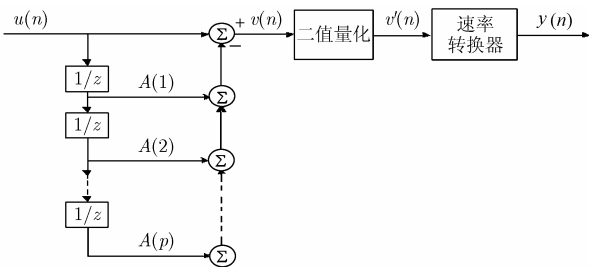 u(n)
+
v(n)
二值量化
v′(n)
速率
转换器
y(n)
Σ
−
1/z
A(1)
Σ
1/z
A(2)
Σ
1/z
A(p)
Σ